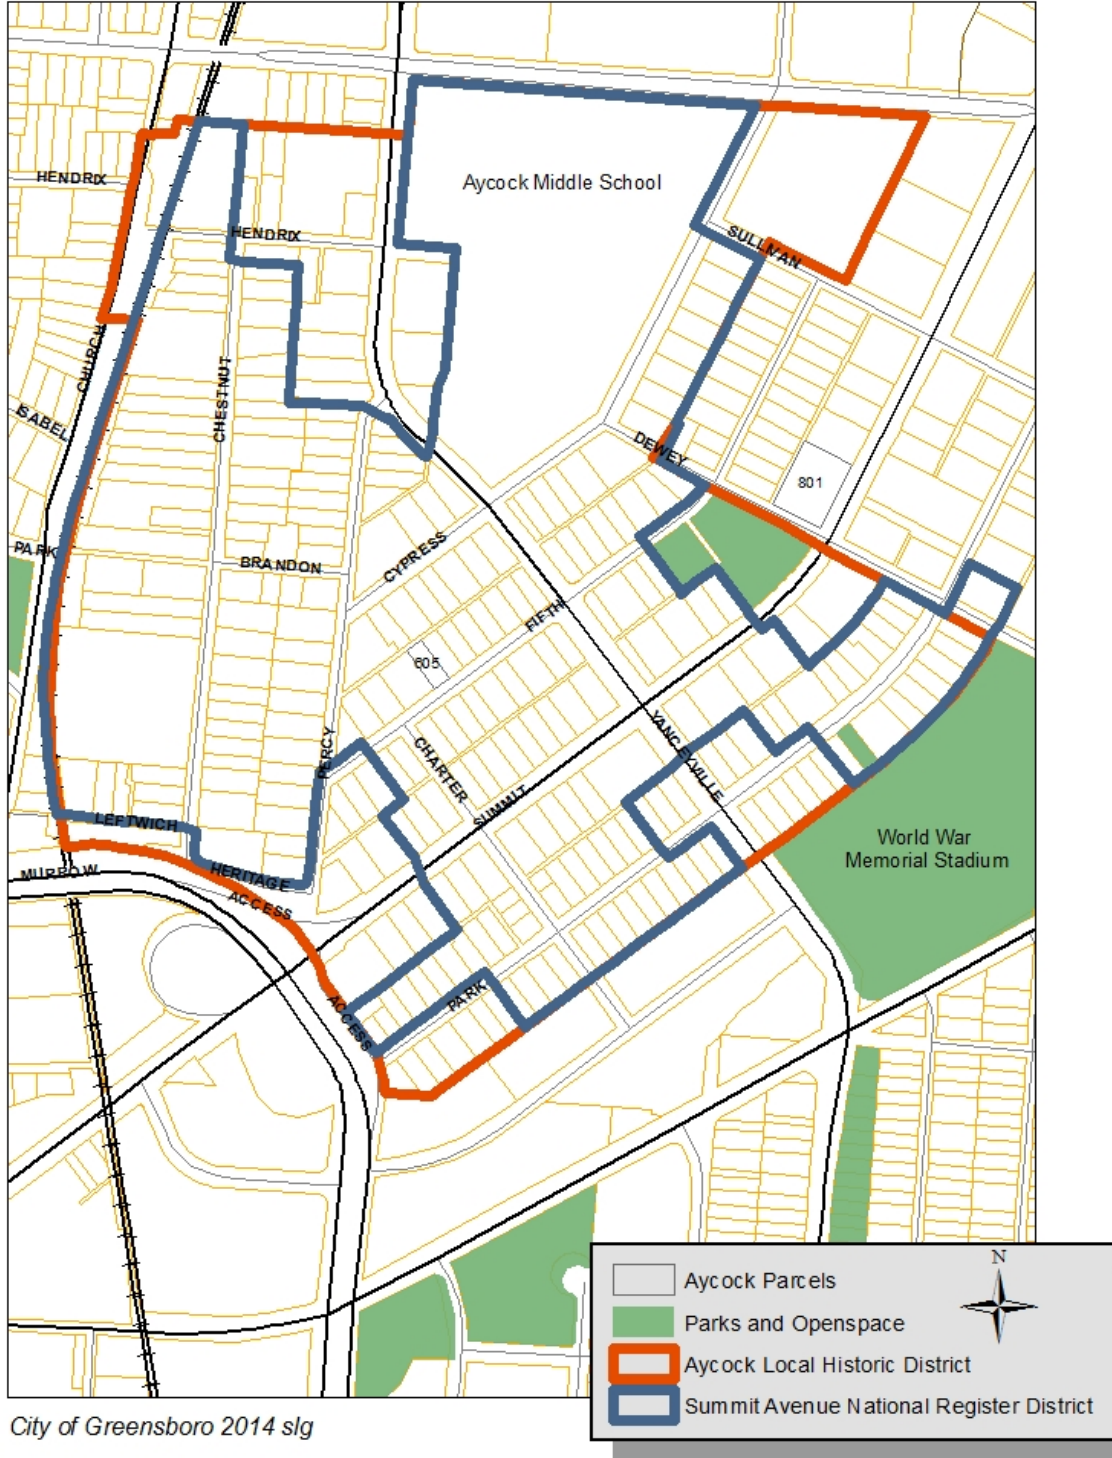 Aycock Middle School
HENDRIX
HENDRIX
SULLIVAN
CHURCH
CHESTNUT
ISABEL
DEWEY
801
PARK
BRANDON
CYPRESS
FIFTH
605
PERCY
CHARTER
YANCEYVILLE
SUMMIT
LEFTWICH
World War
Memorial Stadium
MURROW
HERITAGE
ACCESS
ACCESS
PARK
N
Aycock Parcels
Parks and Openspace
Aycock Local Historic District
Summit Avenue National Register District
City of Greensboro 2014 slg